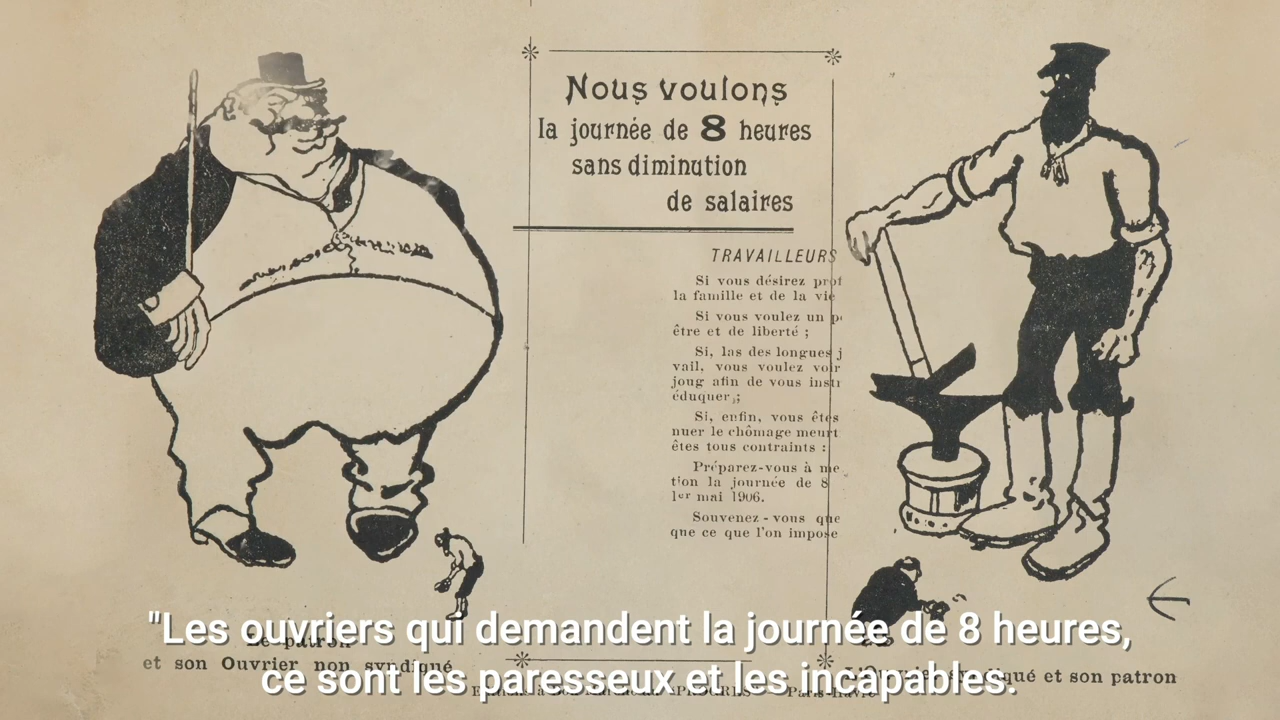 Nous voulons
la journée de 8 heures
sans diminution
de salaires
TRAVAILLEURS
Si vous désirez
la famille et de la vie
Si vous voulez un
être et de liberté ;
Si, las des longues
vail, vous voulez voir
joug afin de vous
éduquer ;
Si, enfin, vous êtes
nuer le chômage
êtes tous contraints :
Préparez-vous à
tion la journée de 8
1er mai 1906.
Souvenez-vous que
que ce que l'on impose
Le patron
et son Ouvrier non syndiqué
et son patron
"Les ouvriers qui demandent la journée de 8 heures,
ce sont les paresseux et les incapables.